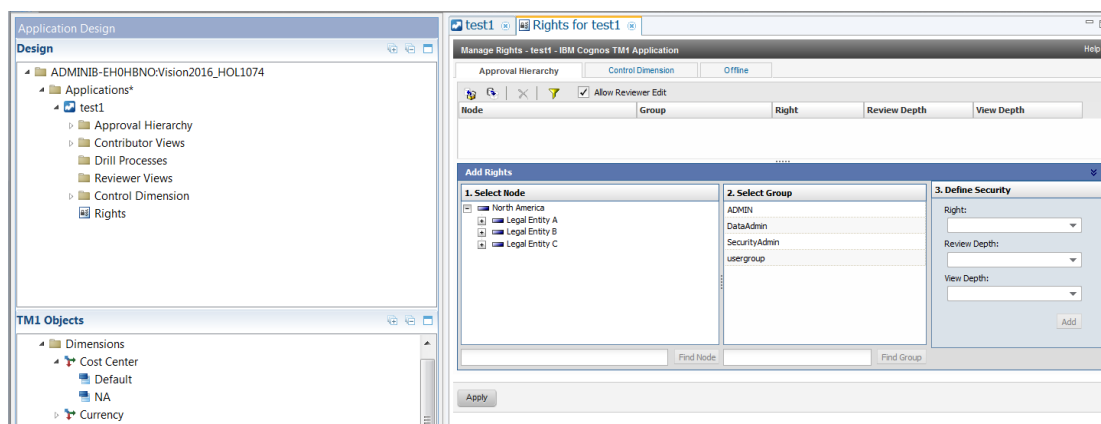 Application Design
Design
ADMINIB-EH0HBNO:Vision2016_HOL1074
Applications*
test1
Approval Hierarchy
Contributor Views
Drill Processes
Reviewer Views
Control Dimension
Rights
TM1 Objects
Dimensions
Cost Center
Default
NA
Currency
test1 Rights for test1
Manage Rights - test1 - IBM Cognos TM1 Application Help
Approval Hierarchy Control Dimension Offline
Allow Reviewer Edit
Node Group Right Review Depth View Depth
Add Rights
1. Select Node
North America
Legal Entity A
Legal Entity B
Legal Entity C
Find Node
2. Select Group
ADMIN
DataAdmin
SecurityAdmin
usergroup
Find Group
3. Define Security
Right:
Review Depth:
View Depth:
Add
Apply